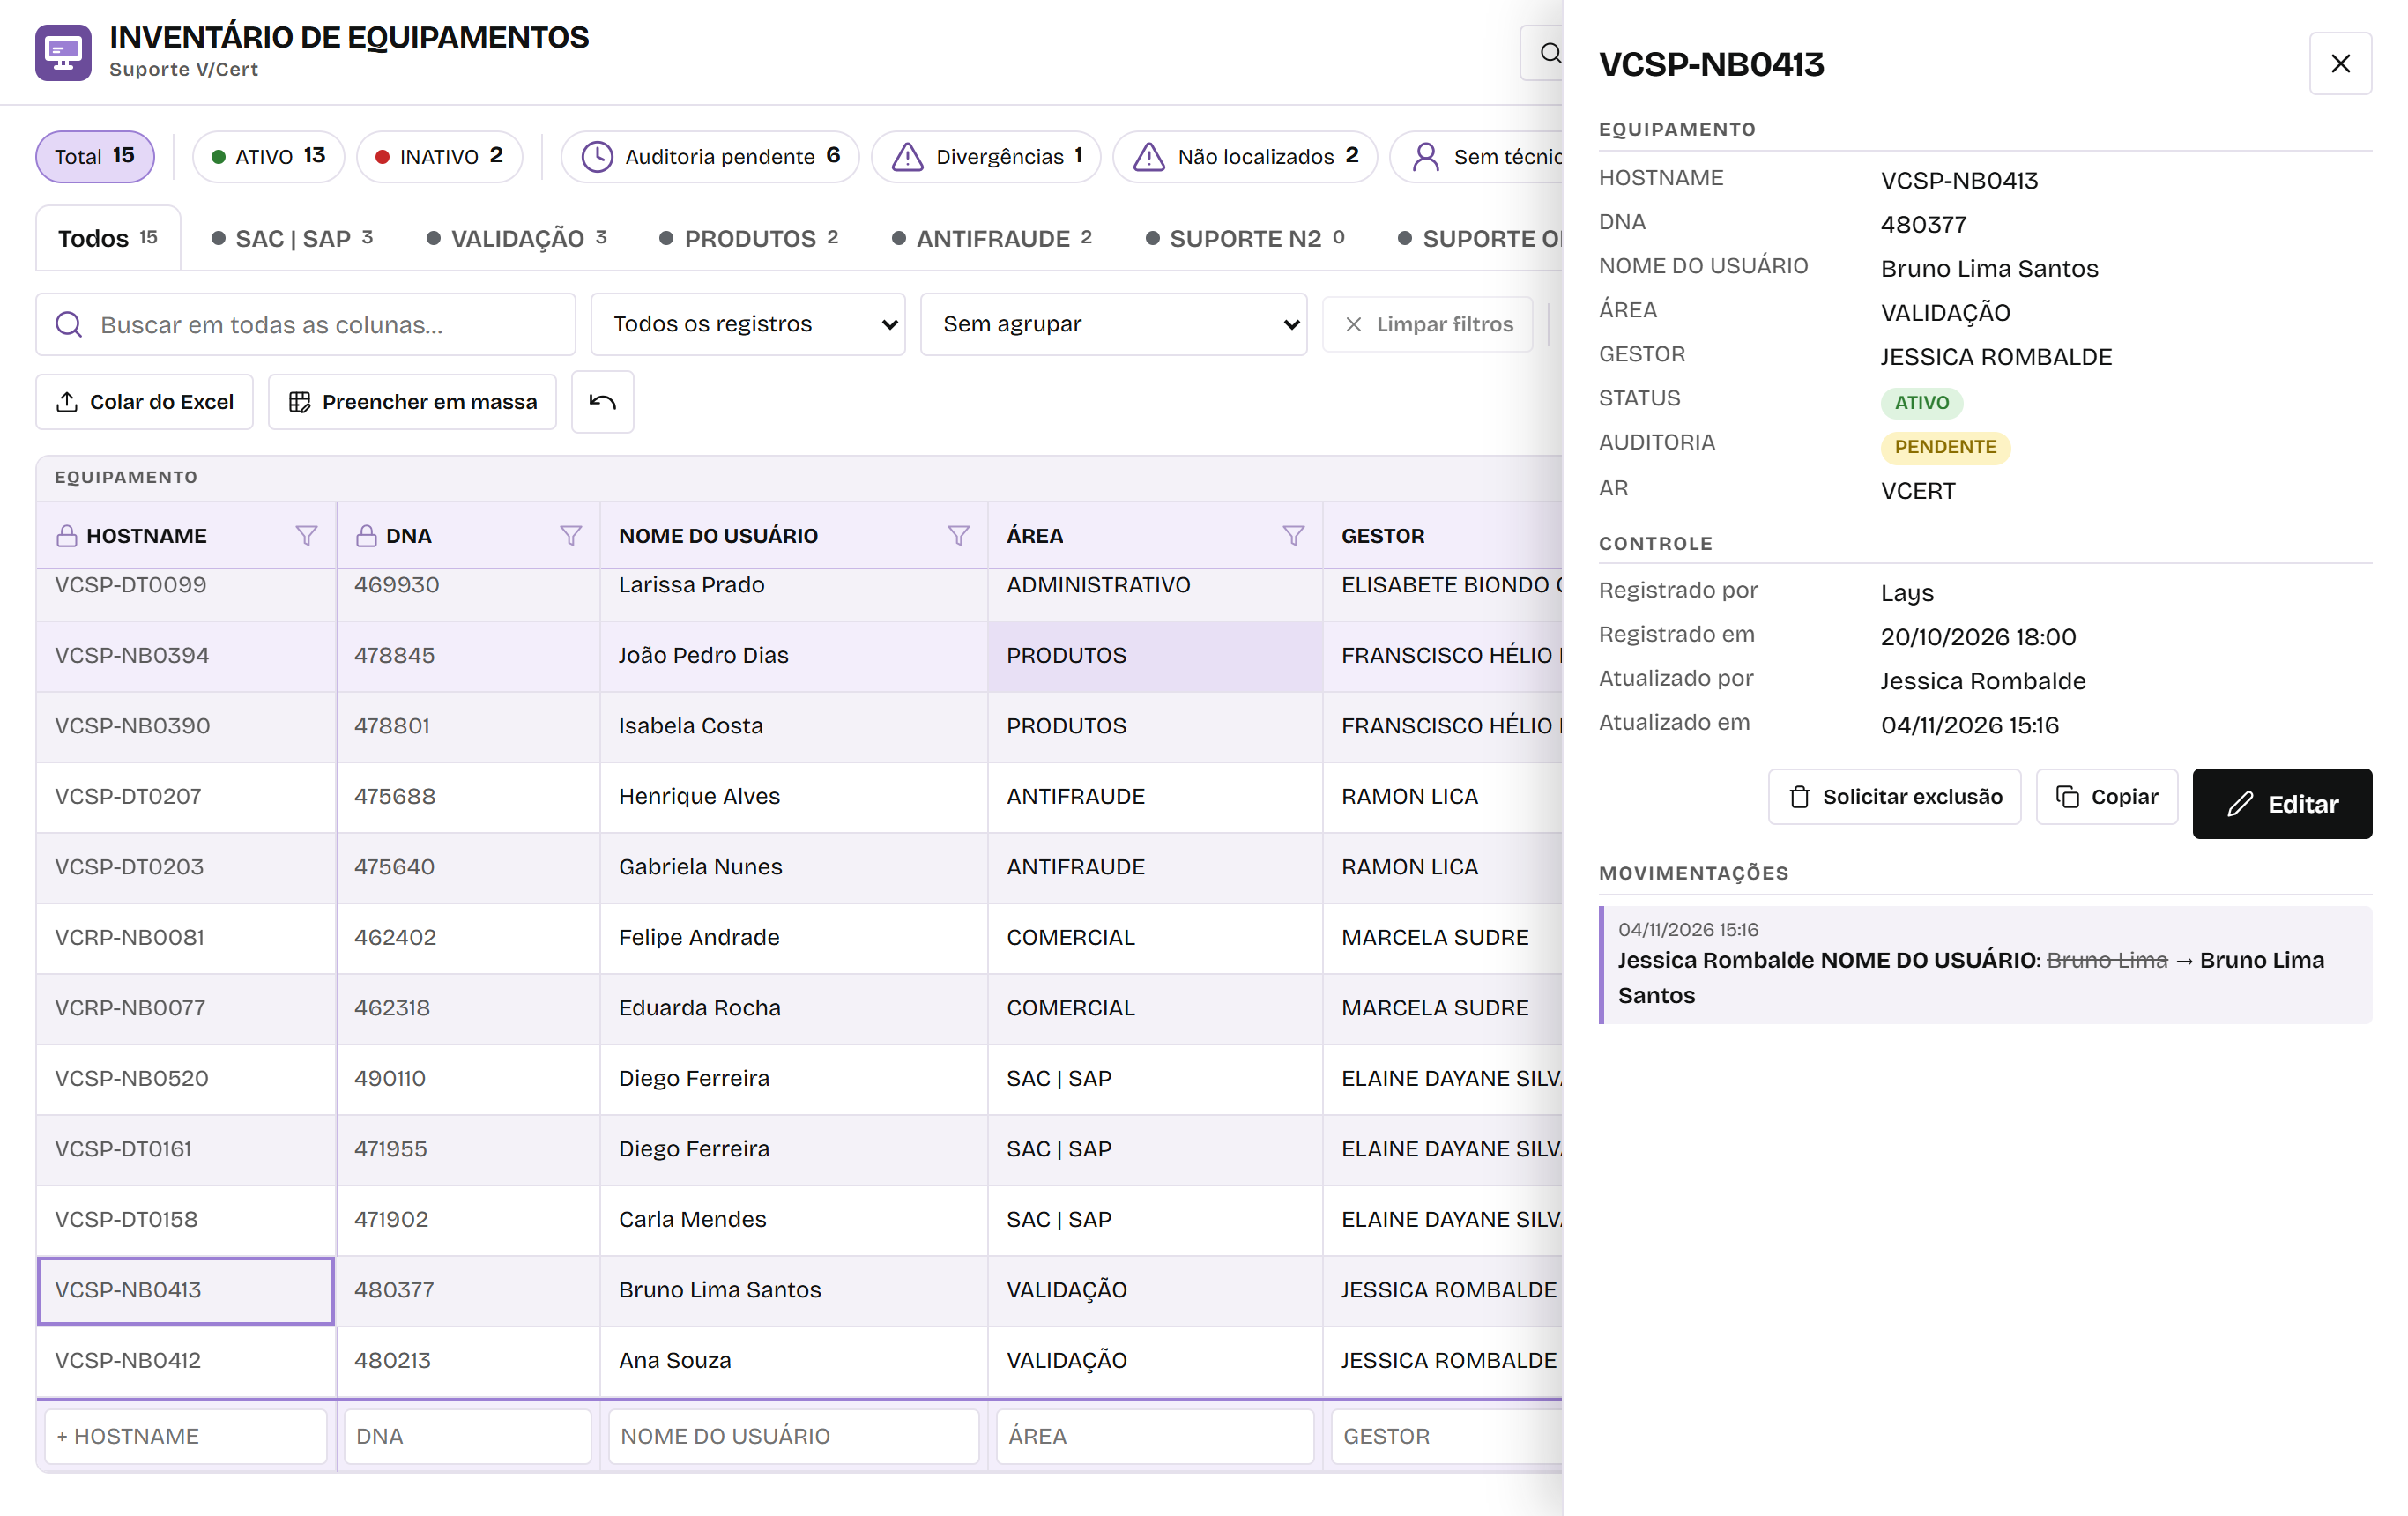 INVENTÁRIO DE EQUIPAMENTOS
Suporte V/Cert
Total 15
ATIVO 13
INATIVO 2
Auditoria pendente 6
Divergências 1
Não localizados 2
Sem
Todos 15
SAC | SAP 3
VALIDAÇÃO 3
PRODUTOS 2
ANTIFRAUDE 2
SUPORTE N2 0
SUPORTE
Buscar em todas as colunas...
Todos os registros
Sem agrupar
Limpar filtros
Colar do Excel
Preencher em massa
EQUIPAMENTO
HOSTNAME DNA NOME DO USUÁRIO ÁREA GESTOR
VCSP-DT0099 469930 Larissa Prado ADMINISTRATIVO ELISABETE BIONDO
VCSP-NB0394 478845 João Pedro Dias PRODUTOS FRANSCISCO HÉLIO
VCSP-NB0390 478801 Isabela Costa PRODUTOS FRANSCISCO HÉLIO
VCSP-DT0207 475688 Henrique Alves ANTIFRAUDE RAMON LICA
VCSP-DT0203 475640 Gabriela Nunes ANTIFRAUDE RAMON LICA
VCRP-NB0081 462402 Felipe Andrade COMERCIAL MARCELA SUDRE
VCRP-NB0077 462318 Eduarda Rocha COMERCIAL MARCELA SUDRE
VCSP-NB0520 490110 Diego Ferreira SAC | SAP ELAINE DAYANE
VCSP-DT0161 471955 Diego Ferreira SAC | SAP ELAINE DAYANE
VCSP-DT0158 471902 Carla Mendes SAC | SAP ELAINE DAYANE
VCSP-NB0413 480377 Bruno Lima Santos VALIDAÇÃO JESSICA ROMBALDE
VCSP-NB0412 480213 Ana Souza VALIDAÇÃO JESSICA ROMBALDE
+ HOSTNAME DNA NOME DO USUÁRIO ÁREA GESTOR
VCSP-NB0413
EQUIPAMENTO
HOSTNAME VCSP-NB0413
DNA 480377
NOME DO USUÁRIO Bruno Lima Santos
ÁREA VALIDAÇÃO
GESTOR JESSICA ROMBALDE
STATUS ATIVO
AUDITORIA PENDENTE
AR VCERT
CONTROLE
Registrado por Lays
Registrado em 20/10/2026 18:00
Atualizado por Jessica Rombalde
Atualizado em 04/11/2026 15:16
Solicitar exclusão
Copiar
Editar
MOVIMENTAÇÕES
04/11/2026 15:16
Jessica Rombalde NOME DO USUÁRIO: Bruno Lima → Bruno Lima
Santos